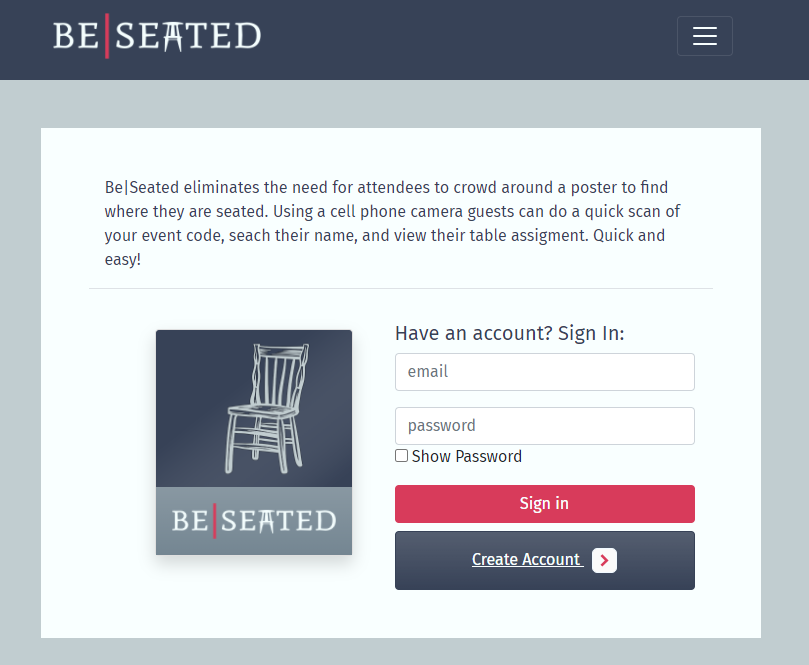 BE|SEATED
Be|Seated eliminates the need for attendees to crowd around a poster to find
where they are seated. Using a cell phone camera guests can do a quick scan of
your event code, seach their name, and view their table assigment. Quick and
easy!
Have an account? Sign In:
email
password
Show Password
Sign in
Create Account
BE|SEATED